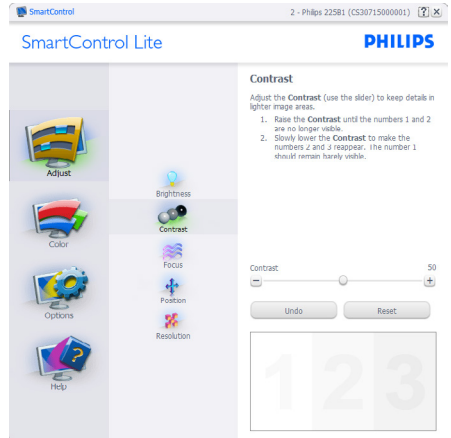 SmartControl
2 - Philips 225B1 (CS30715000001)
SmartControl Lite
PHILIPS
Adjust
Color
Options
Help
Brightness
Contrast
Focus
Position
Resolution
Contrast
Adjust the Contrast (use the slider) to keep details in
lighter image areas.
1. Raise the Contrast until the numbers 1 and 2
are no longer visible.
2. Slowly lower the Contrast to make the
numbers 2 and 3 reappear. The number 1
should remain barely visible.
Contrast 50
Undo Reset
1 2 3